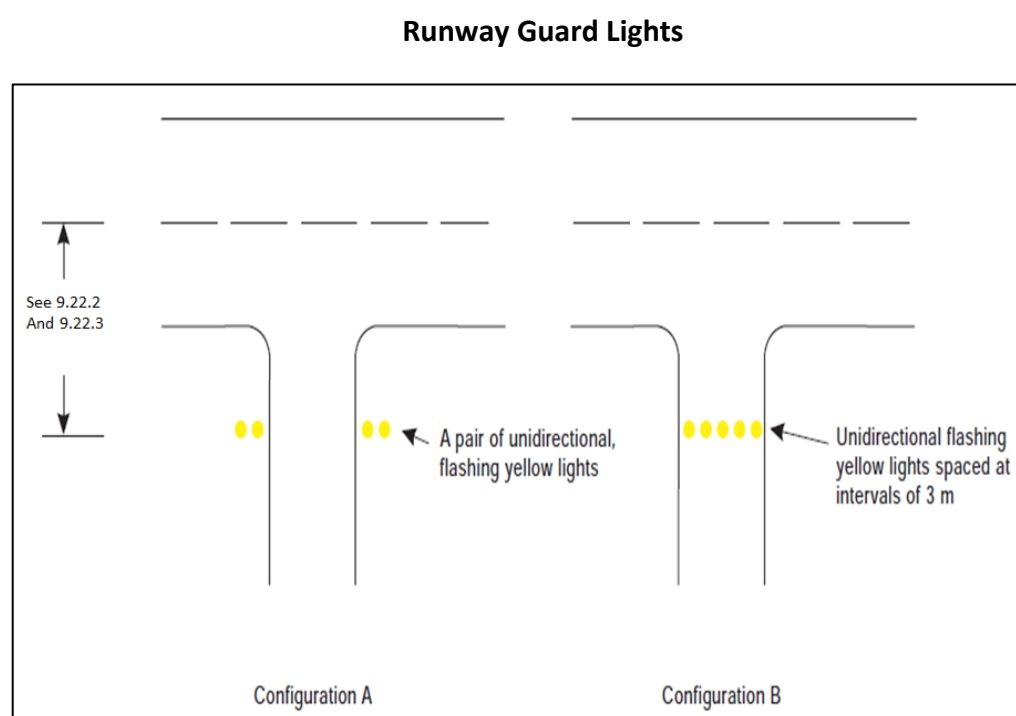 Runway Guard Lights
See 9.22.2
And 9.22.3
A pair of unidirectional,
flashing yellow lights
Unidirectional flashing
yellow lights spaced at
intervals of 3 m
Configuration A
Configuration B